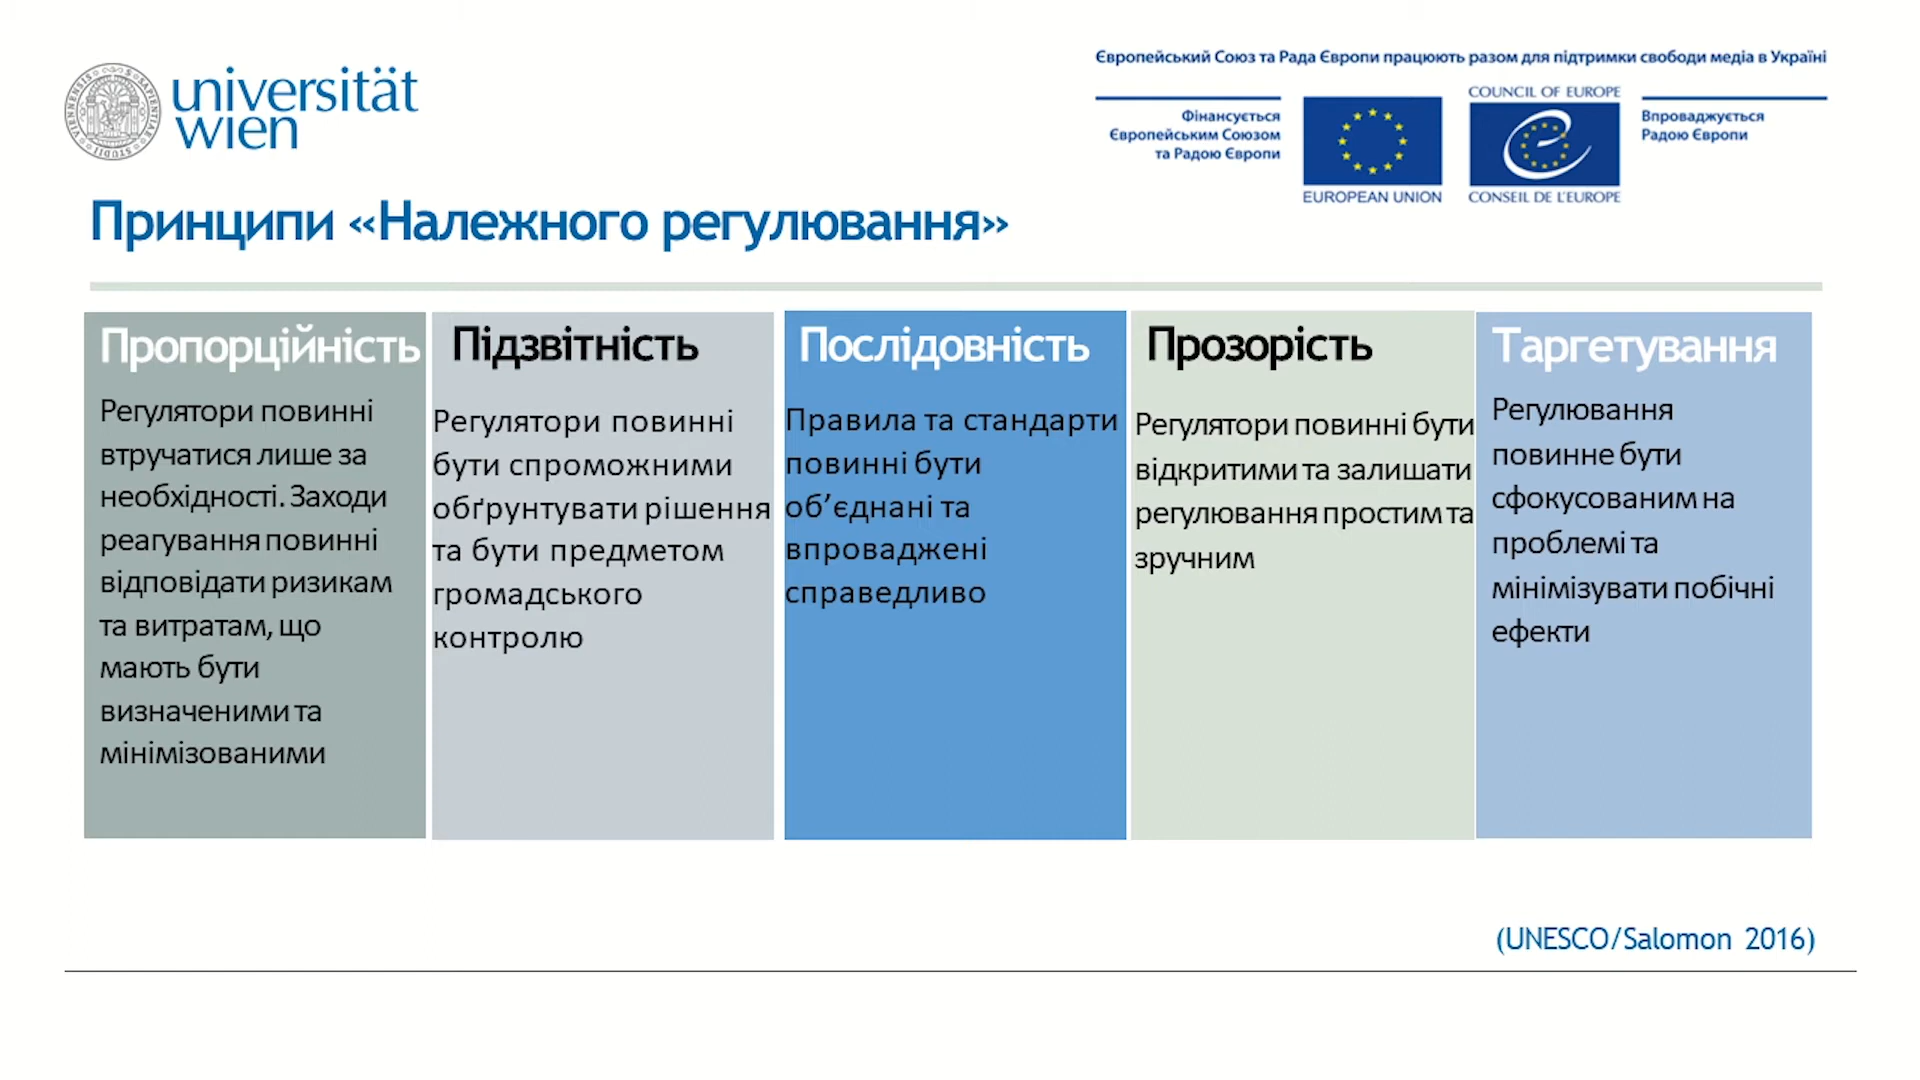 universität
wien
Європейський Союз та Рада Європи працюють разом для підтримки свободи медіа в Україні
Фінансується
Європейським Союзом
та Радою Європи
EUROPEAN UNION
COUNCIL OF EUROPE
CONSEIL DE L'EUROPE
Впроваджується
Радою Європи
Принципи «Належного регулювання»
Пропорційність
Регулятори повинні
втручатися лише за
необхідності. Заходи
реагування повинні
відповідати ризикам
та витратам, що
мають бути
визначеними та
мінімізованими
Підзвітність
Регулятори повинні
бути спроможними
обґрунтувати рішення
та бути предметом
громадського
контролю
Послідовність
Правила та стандарти
повинні бути
об’єднані та
впроваджені
справедливо
Прозорість
Регулятори повинні бути
відкритими та залишати
регулювання простим та
зручним
Таргетування
Регулювання
повинне бути
сфокусованим на
проблемі та
мінімізувати побічні
ефекти
(UNESCO/Salomon 2016)